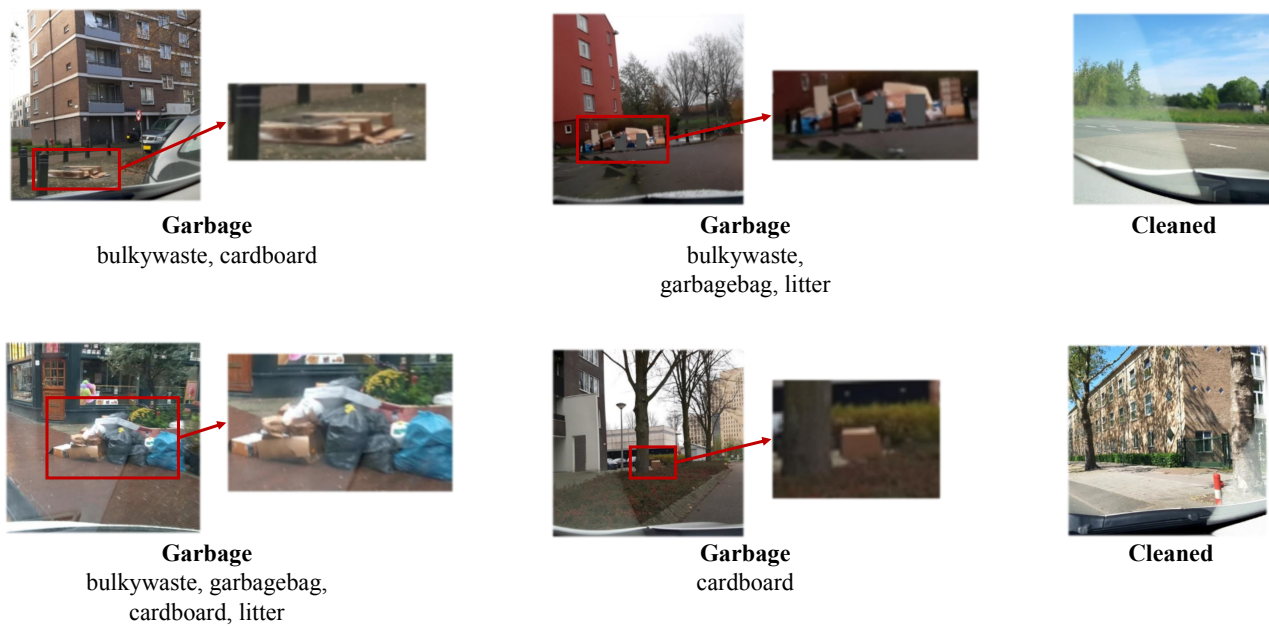 Garbage
bulkywaste, cardboard
Garbage
bulkywaste,
garbagebag, litter
Cleaned
Garbage
bulkywaste, garbagebag,
cardboard, litter
Garbage
cardboard
Cleaned